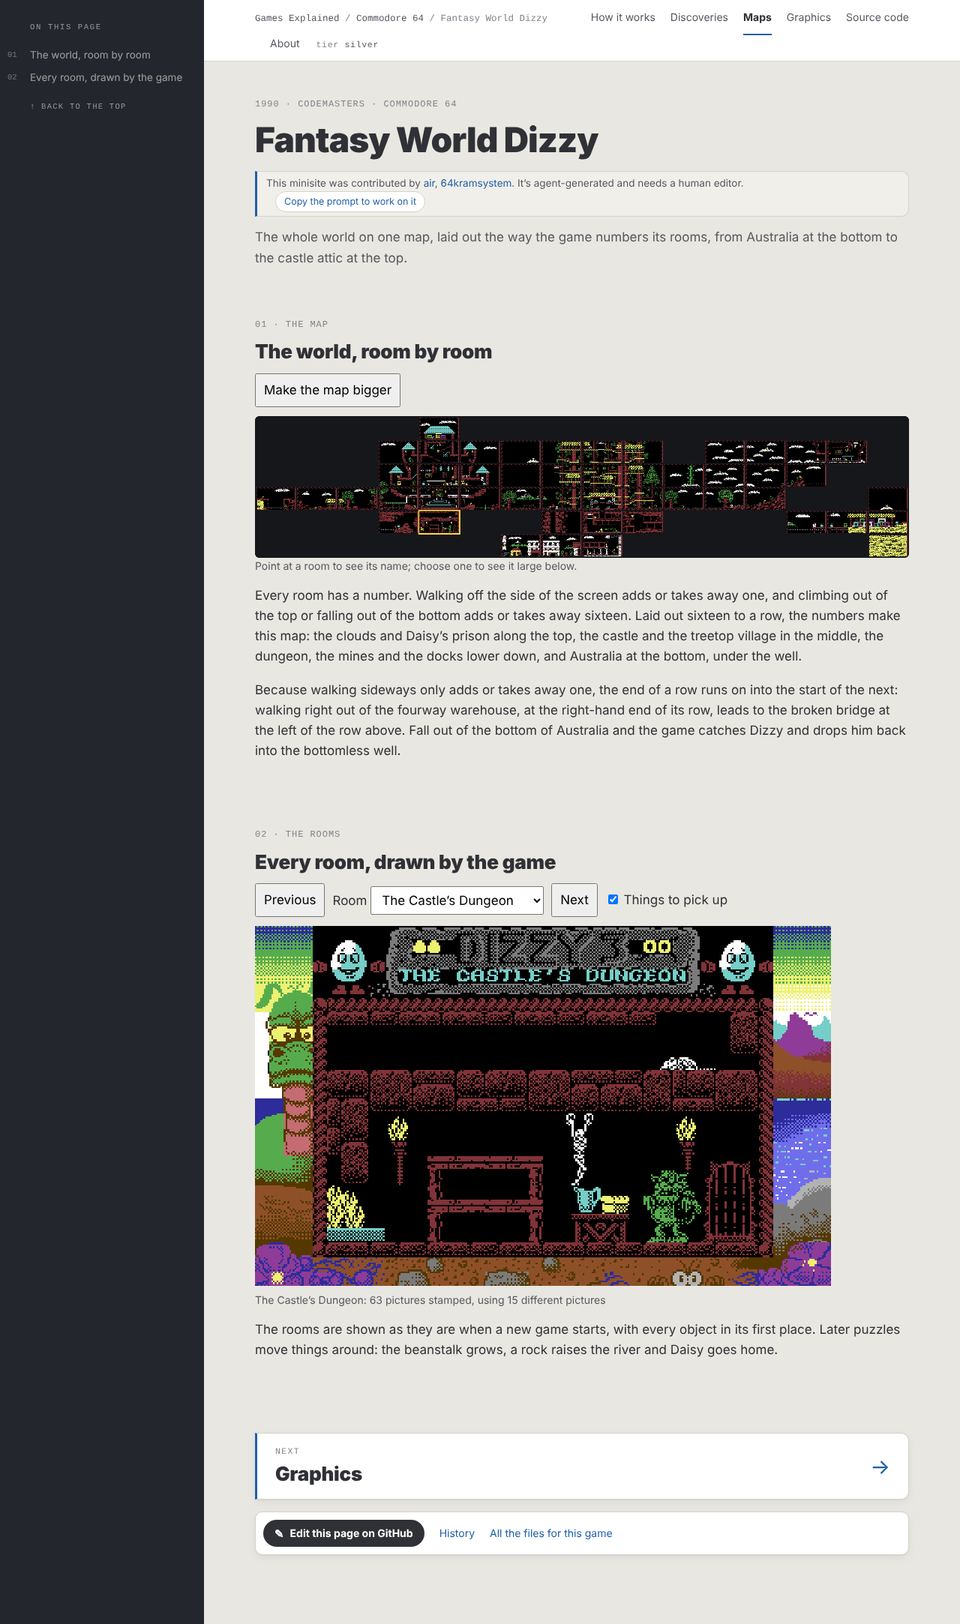 ON THIS PAGE
01 The world, room by room
02 Every room, drawn by the game
↑ BACK TO THE TOP
Games Explained / Commodore 64 / Fantasy World Dizzy
How it works Discoveries Maps Graphics Source code
About tier silver
1990 · CODEMASTERS · COMMODORE 64
Fantasy World Dizzy
This minisite was contributed by air, 64kramsystem. It’s agent-generated and needs a human editor.
Copy the prompt to work on it
The whole world on one map, laid out the way the game numbers its rooms, from Australia at the bottom to
the castle attic at the top.
01 · THE MAP
The world, room by room
Make the map bigger
Point at a room to see its name; choose one to see it large below.
Every room has a number. Walking off the side of the screen adds or takes away one, and climbing out of
the top or falling out of the bottom adds or takes away sixteen. Laid out sixteen to a row, the numbers make
this map: the clouds and Daisy’s prison along the top, the castle and the treetop village in the middle, the
dungeon, the mines and the docks lower down, and Australia at the bottom, under the well.
Because walking sideways only adds or takes away one, the end of a row runs on into the start of the next:
walking right out of the fourway warehouse, at the right-hand end of its row, leads to the broken bridge at
the left of the row above. Fall out of the bottom of Australia and the game catches Dizzy and drops him back
into the bottomless well.
02 · THE ROOMS
Every room, drawn by the game
Previous Room The Castle’s Dungeon Next Things to pick up
DIZZY 3
00
THE CASTLE'S DUNGEON
The Castle’s Dungeon: 63 pictures stamped, using 15 different pictures
The rooms are shown as they are when a new game starts, with every object in its first place. Later puzzles
move things around: the beanstalk grows, a rock raises the river and Daisy goes home.
NEXT
Graphics
→
✎ Edit this page on GitHub History All the files for this game